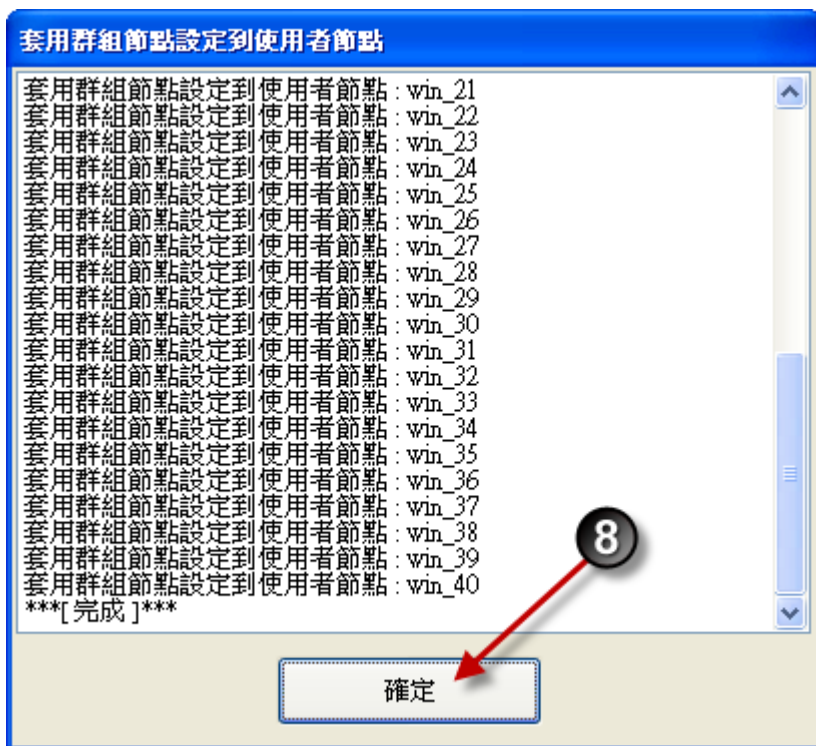 套用群組節點設定到使用者節點
套用群組節點設定到使用者節點 : win_21
套用群組節點設定到使用者節點 : win_22
套用群組節點設定到使用者節點 : win_23
套用群組節點設定到使用者節點 : win_24
套用群組節點設定到使用者節點 : win_25
套用群組節點設定到使用者節點 : win_26
套用群組節點設定到使用者節點 : win_27
套用群組節點設定到使用者節點 : win_28
套用群組節點設定到使用者節點 : win_29
套用群組節點設定到使用者節點 : win_30
套用群組節點設定到使用者節點 : win_31
套用群組節點設定到使用者節點 : win_32
套用群組節點設定到使用者節點 : win_33
套用群組節點設定到使用者節點 : win_34
套用群組節點設定到使用者節點 : win_35
套用群組節點設定到使用者節點 : win_36
套用群組節點設定到使用者節點 : win_37
套用群組節點設定到使用者節點 : win_38
套用群組節點設定到使用者節點 : win_39
套用群組節點設定到使用者節點 : win_40
***[ 完成 ]***
8
確定